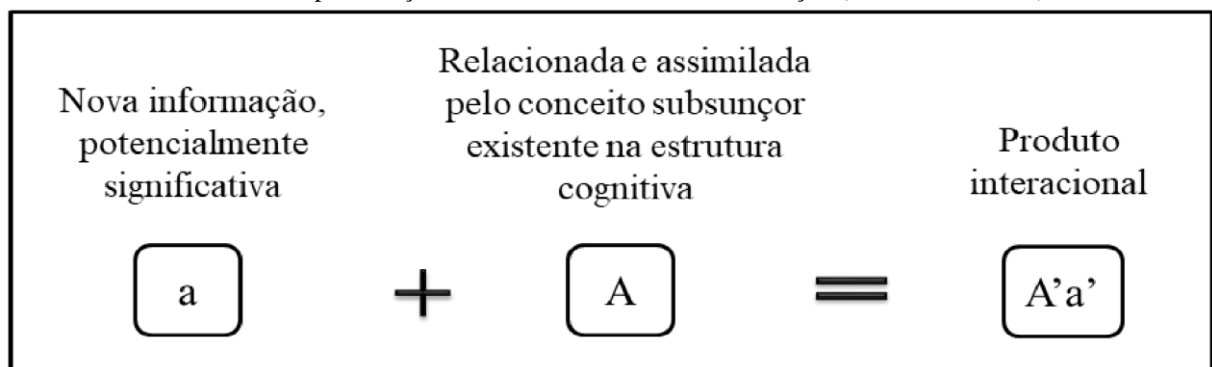 Nova informação,
potencialmente
significativa
Relacionada e assimilada
pelo conceito subsunçor
existente na estrutura
cognitiva
Produto
interacional
a
+
A
=
A’a’